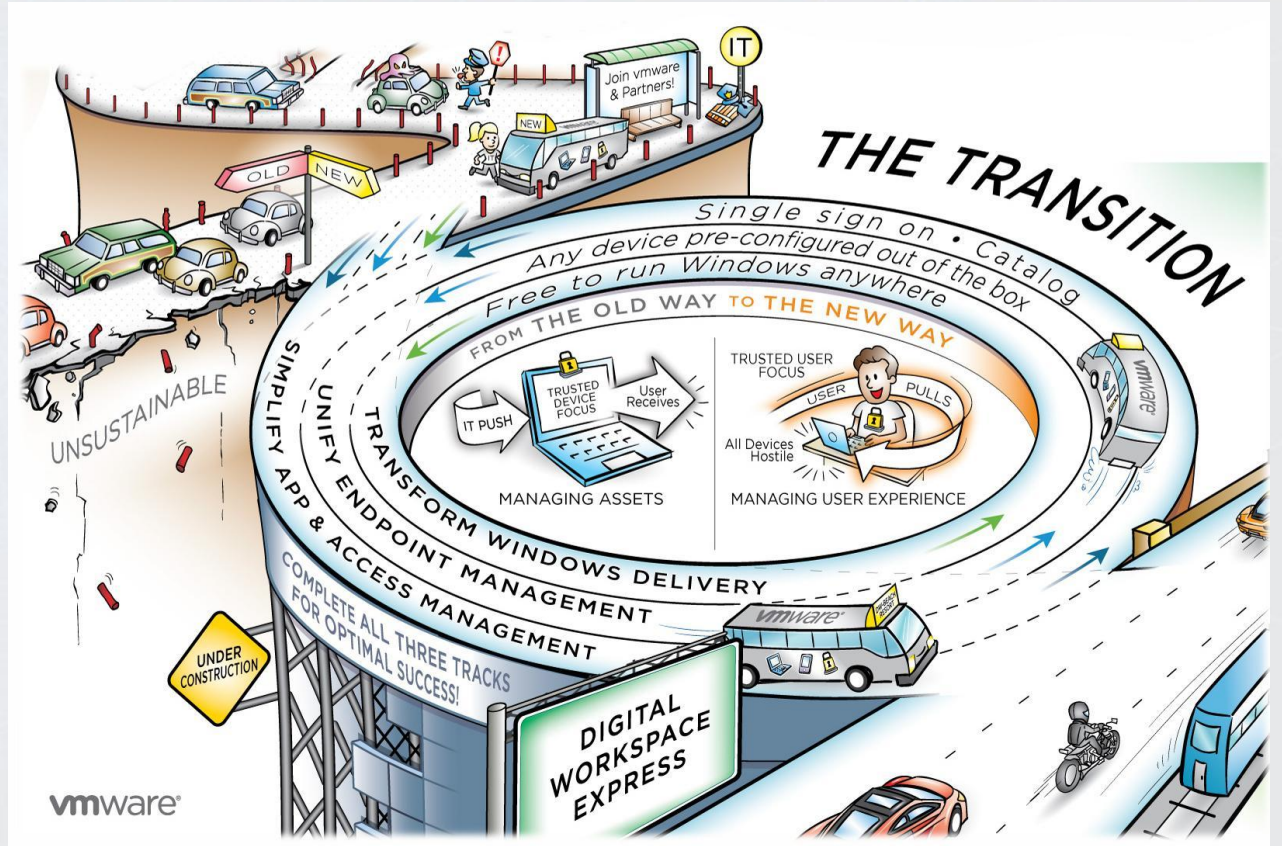 THE TRANSITION
IT
Join vmware
& Partners!
NEW
OLD
NEW
UNSUSTAINABLE
Single sign on • Catalog
Any device pre-configured out of the box
Free to run Windows anywhere
FROM THE OLD WAY TO THE NEW WAY
IT PUSH
TRUSTED
DEVICE
FOCUS
User
Receives
MANAGING ASSETS
TRUSTED USER
FOCUS
USER PULLS
All Devices
Hostile
MANAGING USER EXPERIENCE
vmware
TRANSFORM WINDOWS DELIVERY
UNIFY ENDPOINT MANAGEMENT
SIMPLIFY APP & ACCESS MANAGEMENT
COMPLETE ALL THREE TRACKS
FOR OPTIMAL SUCCESS!
vmware
UNDER
CONSTRUCTION
DIGITAL
WORKSPACE
EXPRESS
vmware®